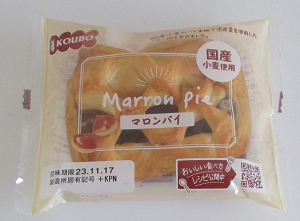 KOUBO
国産
小麦使用
Marron pie
マロンパイ
賞味期限 23.11.17
製造所固有記号 +KPN
おいしい食べ方
レシピ公開中